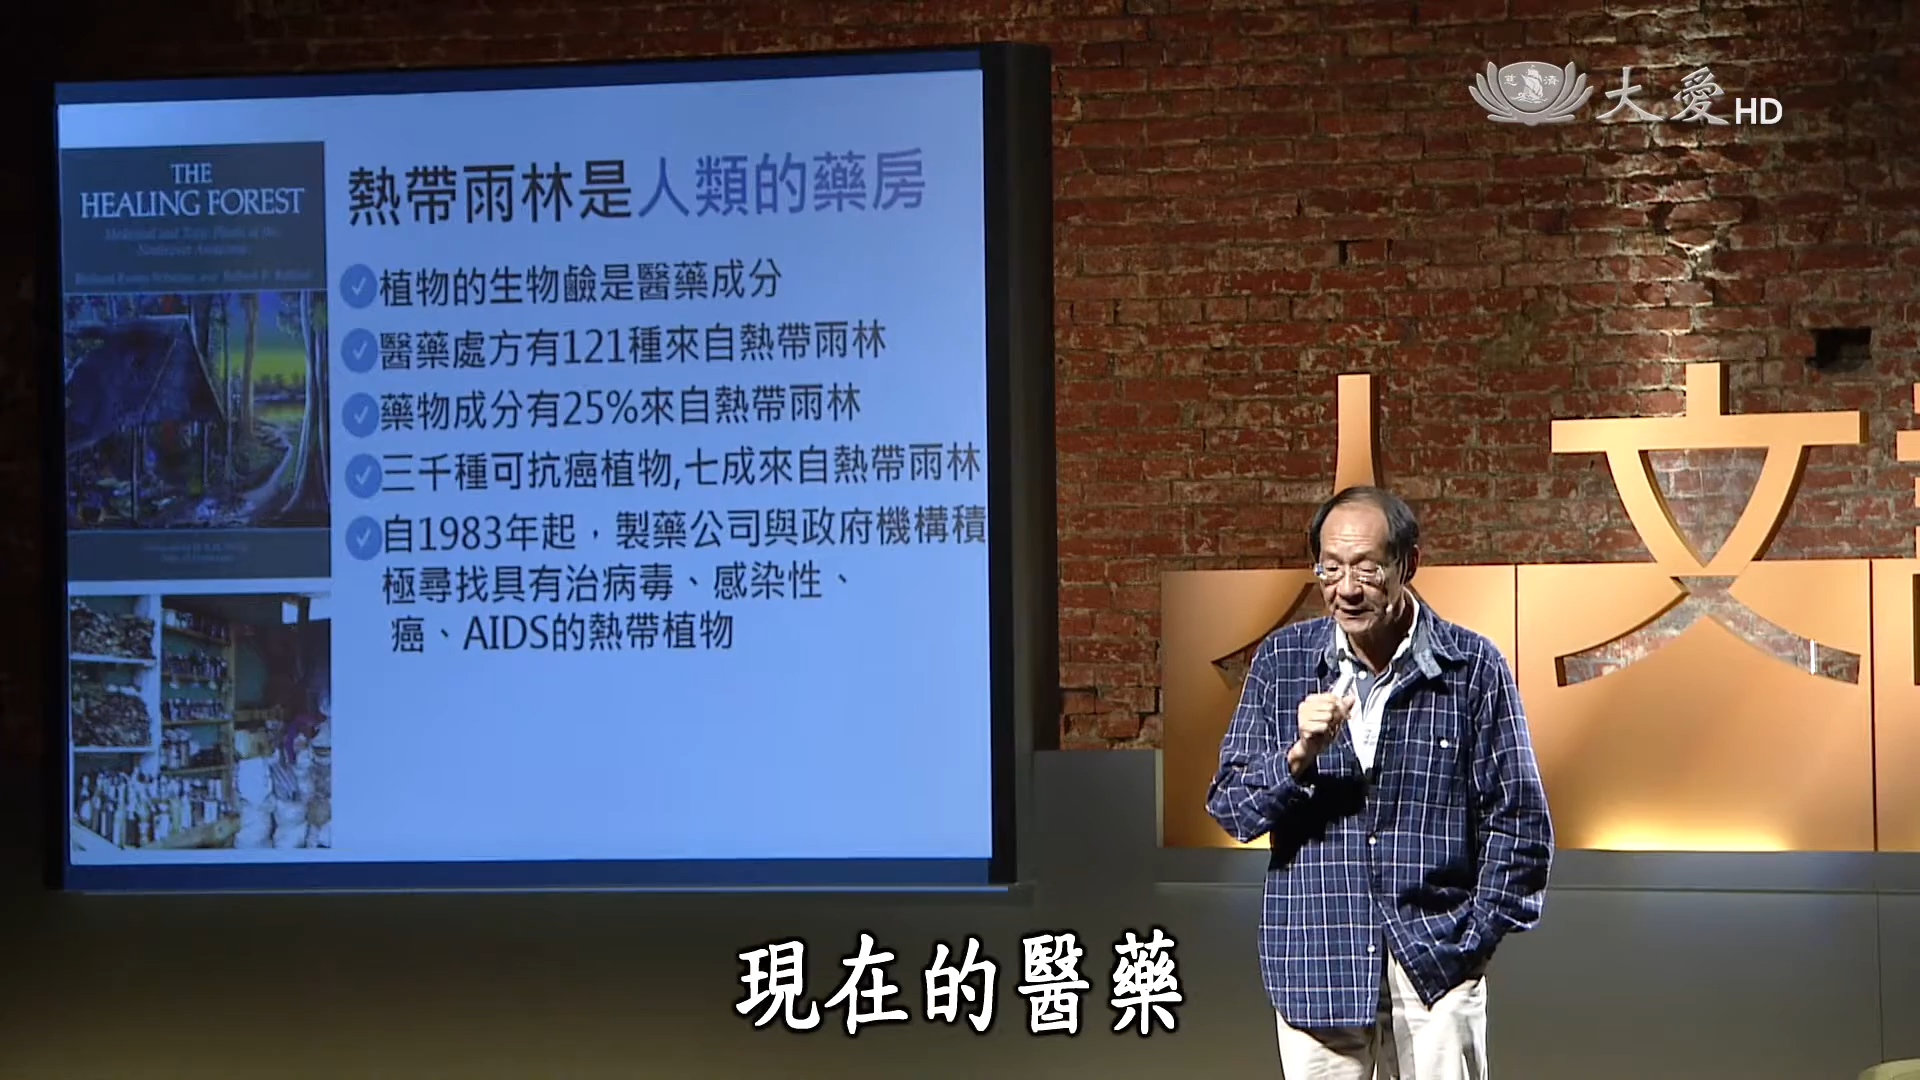 慈濟
大愛HD
THE
HEALING FOREST
熱帶雨林是人類的藥房
植物的生物鹼是醫藥成分
醫藥處方有121種來自熱帶雨林
藥物成分有25%來自熱帶雨林
三千種可抗癌植物,七成來自熱帶雨林
自1983年起，製藥公司與政府機構積
極尋找具有治病毒、感染性、
癌、AIDS的熱帶植物
人文
現在的醫藥